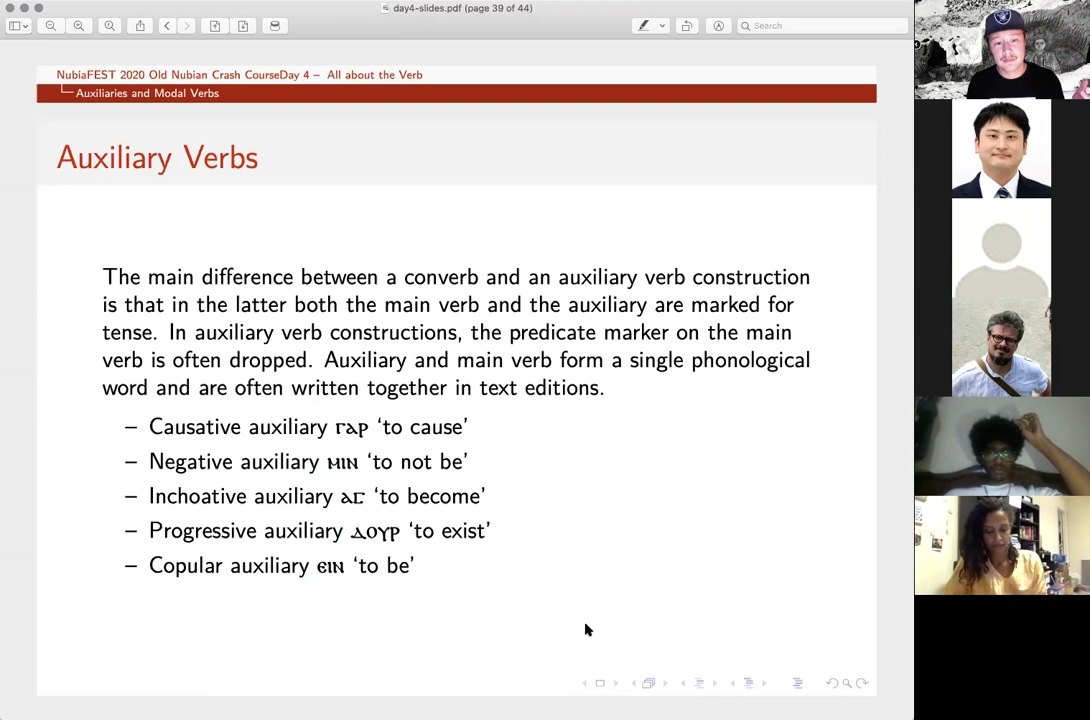 day4-slides.pdf (page 39 of 44)
Search
NubiaFEST 2020 Old Nubian Crash CourseDay 4 – All about the Verb
Auxiliaries and Modal Verbs
Auxiliary Verbs
The main difference between a converb and an auxiliary verb construction
is that in the latter both the main verb and the auxiliary are marked for
tense. In auxiliary verb constructions, the predicate marker on the main
verb is often dropped. Auxiliary and main verb form a single phonological
word and are often written together in text editions.
– Causative auxiliary ⲅⲁⲣ ‘to cause’
– Negative auxiliary ⲙⲓⲛ ‘to not be’
– Inchoative auxiliary ⲁⲅ ‘to become’
– Progressive auxiliary ⲇⲟⲩⲣ ‘to exist’
– Copular auxiliary ⲉⲓⲛ ‘to be’